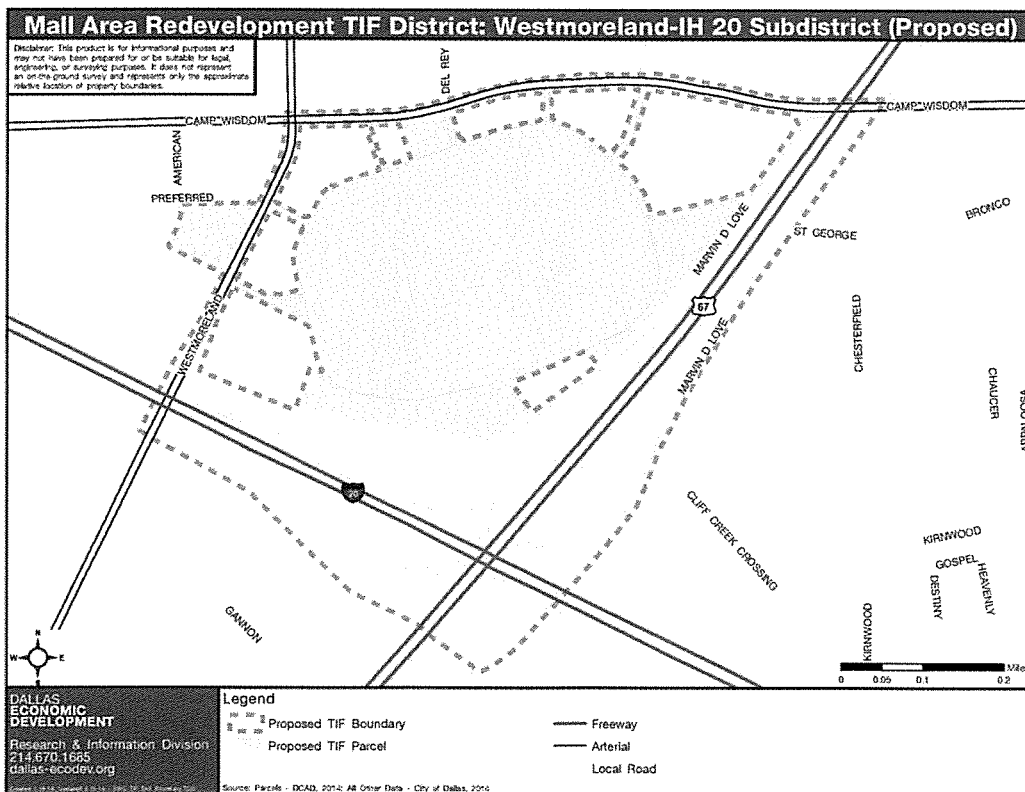 Mall Area Redevelopment TIF District: Westmoreland-IH 20 Subdistrict (Proposed)
Disclaimer: This product is for informational purposes and
may not have been prepared for or be suitable for legal,
engineering, or surveying purposes. It does not represent
an on-the-ground survey and represents only the approximate
relative location of property boundaries.
DEL REY
CAMP WISDOM
CAMP WISDOM
AMERICAN
PREFERRED
BRONCO
ST GEORGE
MARVIN D LOVE
67
MARVIN D LOVE
WESTMORELAND
CHESTERFIELD
CHAUCER
CLIFF CREEK CROSSING
KIRNWOOD
GOSPEL
HEAVENLY
DESTINY
KIRNWOOD
GANNON
N
W E
S
Miles
0 0.05 0.1 0.2
DALLAS
ECONOMIC
DEVELOPMENT
Research & Information Division
214.670.1685
dallas-ecodev.org
Legend
Proposed TIF Boundary
Proposed TIF Parcel
Freeway
Arterial
Local Road
Source: Parcels - DCAD, 2014; All Other Data - City of Dallas, 2014